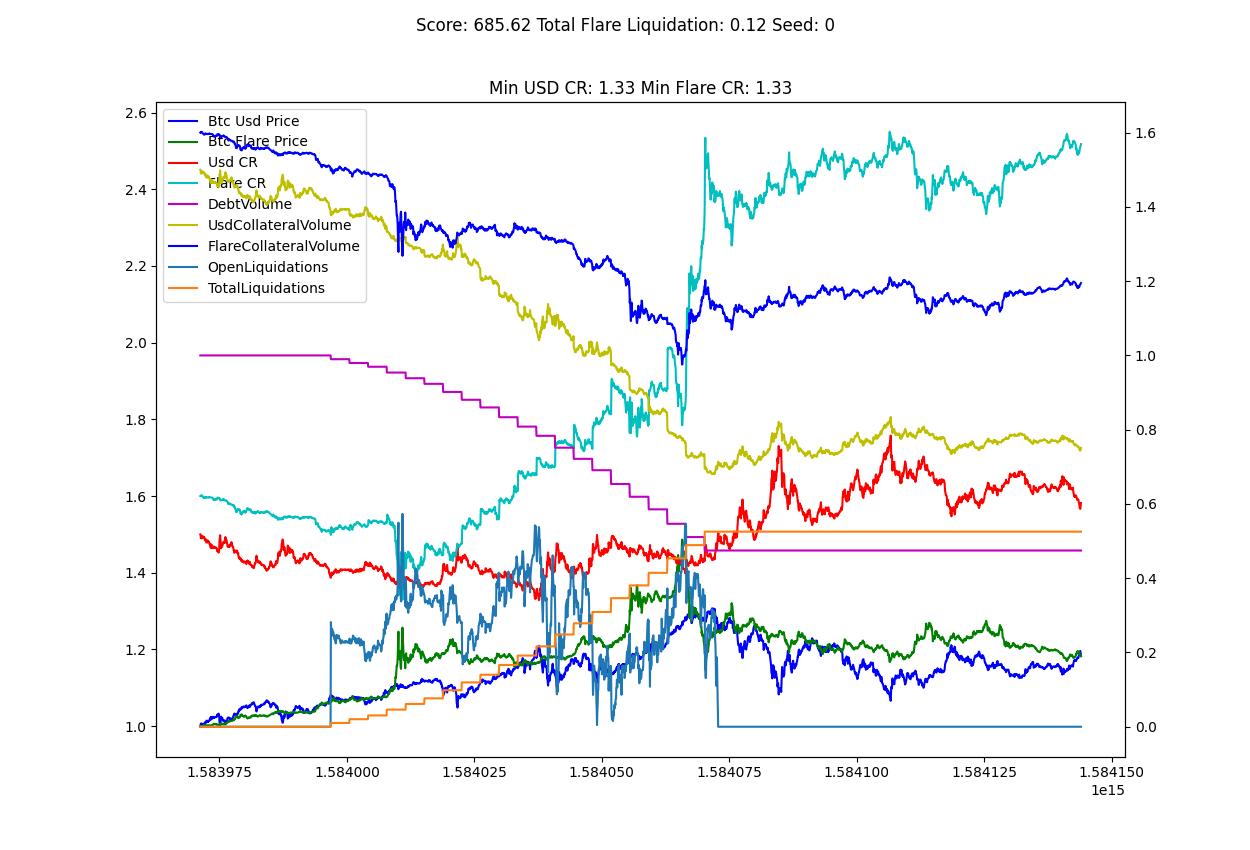 Score: 685.62 Total Flare Liquidation: 0.12 Seed: 0
Min USD CR: 1.33 Min Flare CR: 1.33
Btc Usd Price
Btc Flare Price
Usd CR
Flare CR
DebtVolume
UsdCollateralVolume
FlareCollateralVolume
OpenLiquidations
TotalLiquidations
2.6
2.4
2.2
2.0
1.8
1.6
1.4
1.2
1.0
1.6
1.4
1.2
1.0
0.8
0.6
0.4
0.2
0.0
1.583975 1.584000 1.584025 1.584050 1.584075 1.584100 1.584125 1.584150
1e15